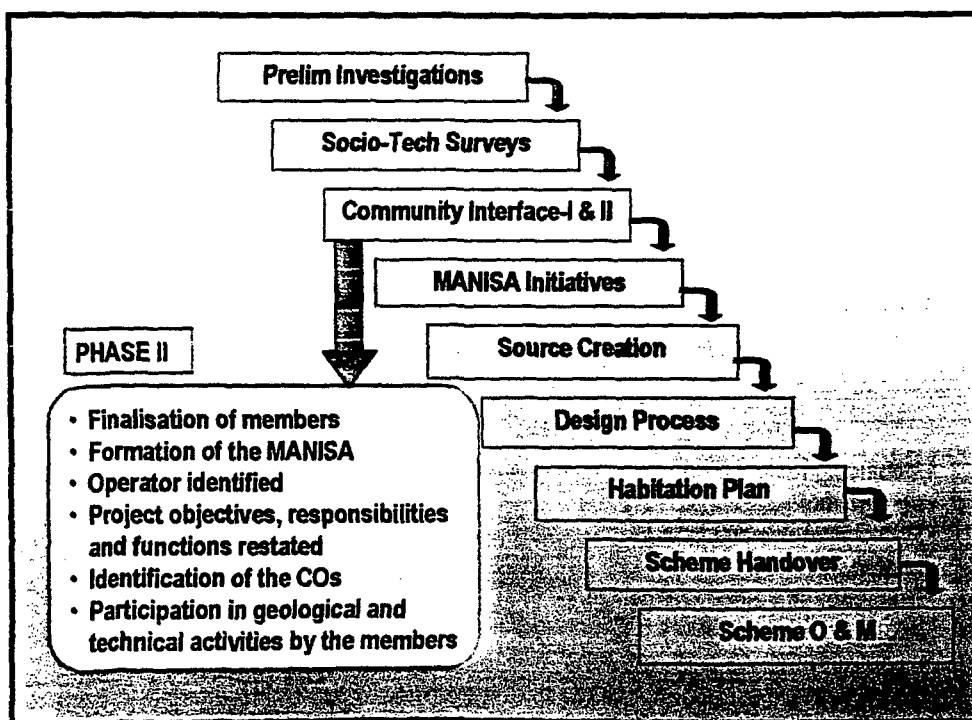 Prelim Investigations
Socio-Tech Surveys
Community Interface-I & II
MANISA Initiatives
Source Creation
Design Process
Habitation Plan
Scheme Handover
Scheme O & M
PHASE II
• Finalisation of members
• Formation of the MANISA
• Operator identified
• Project objectives, responsibilities
and functions restated
• Identification of the COs
• Participation in geological and
technical activities by the members